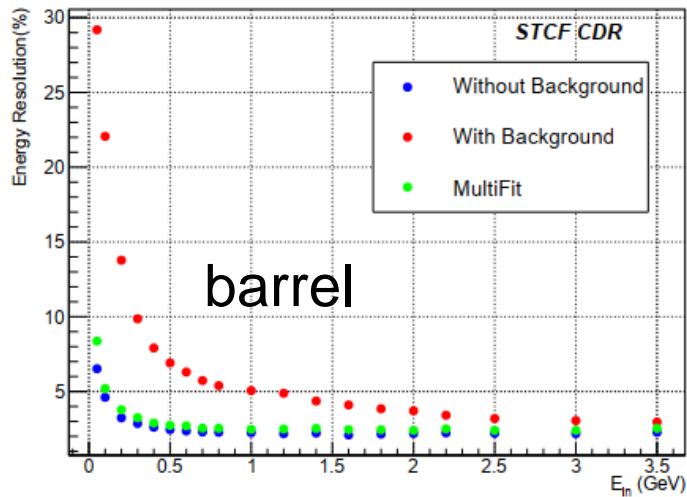 Energy Resolution(%)
30
25
20
15
10
5
STCF CDR
Without Background
With Background
MultiFit
barrel
0 0.5 1 1.5 2 2.5 3 3.5
E_in (GeV)